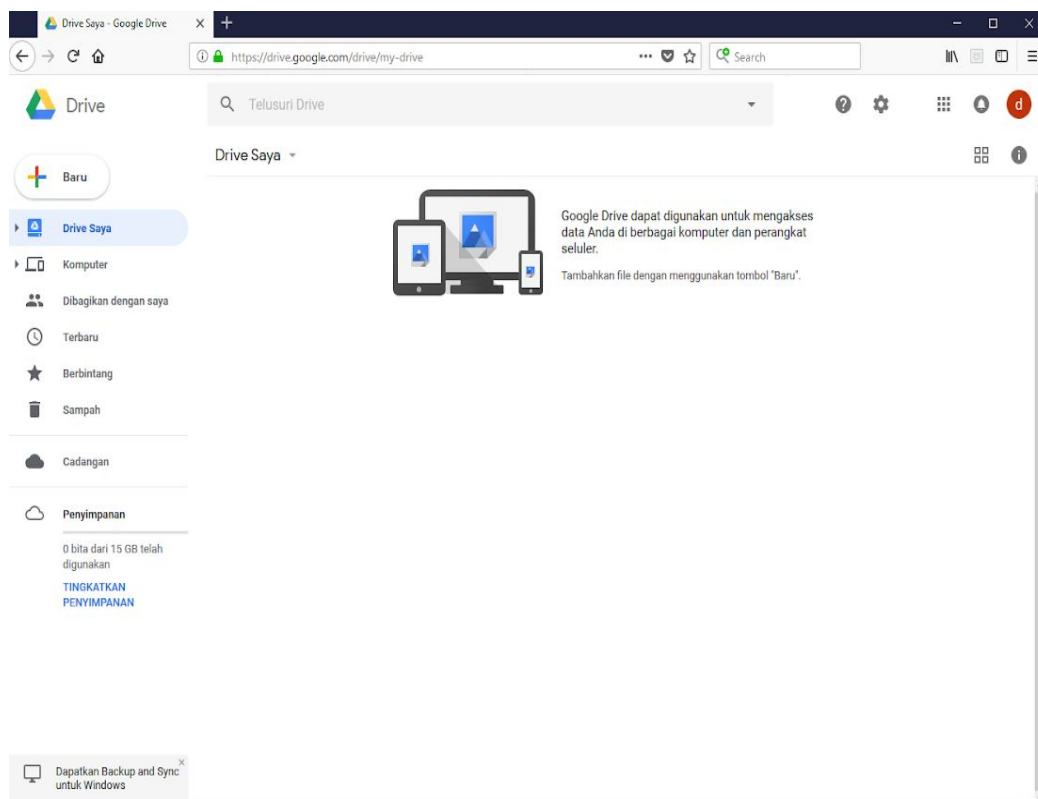 Drive Saya - Google Drive
https://drive.google.com/drive/my-drive
Search
Drive
Telusuri Drive
d
Baru
Drive Saya
Drive Saya
Komputer
Dibagikan dengan saya
Terbaru
Berbintang
Sampah
Cadangan
Penyimpanan
0 bita dari 15 GB telah
digunakan
TINGKATKAN
PENYIMPANAN
Google Drive dapat digunakan untuk mengakses
data Anda di berbagai komputer dan perangkat
seluler.
Tambahkan file dengan menggunakan tombol "Baru".
Dapatkan Backup and Sync
untuk Windows